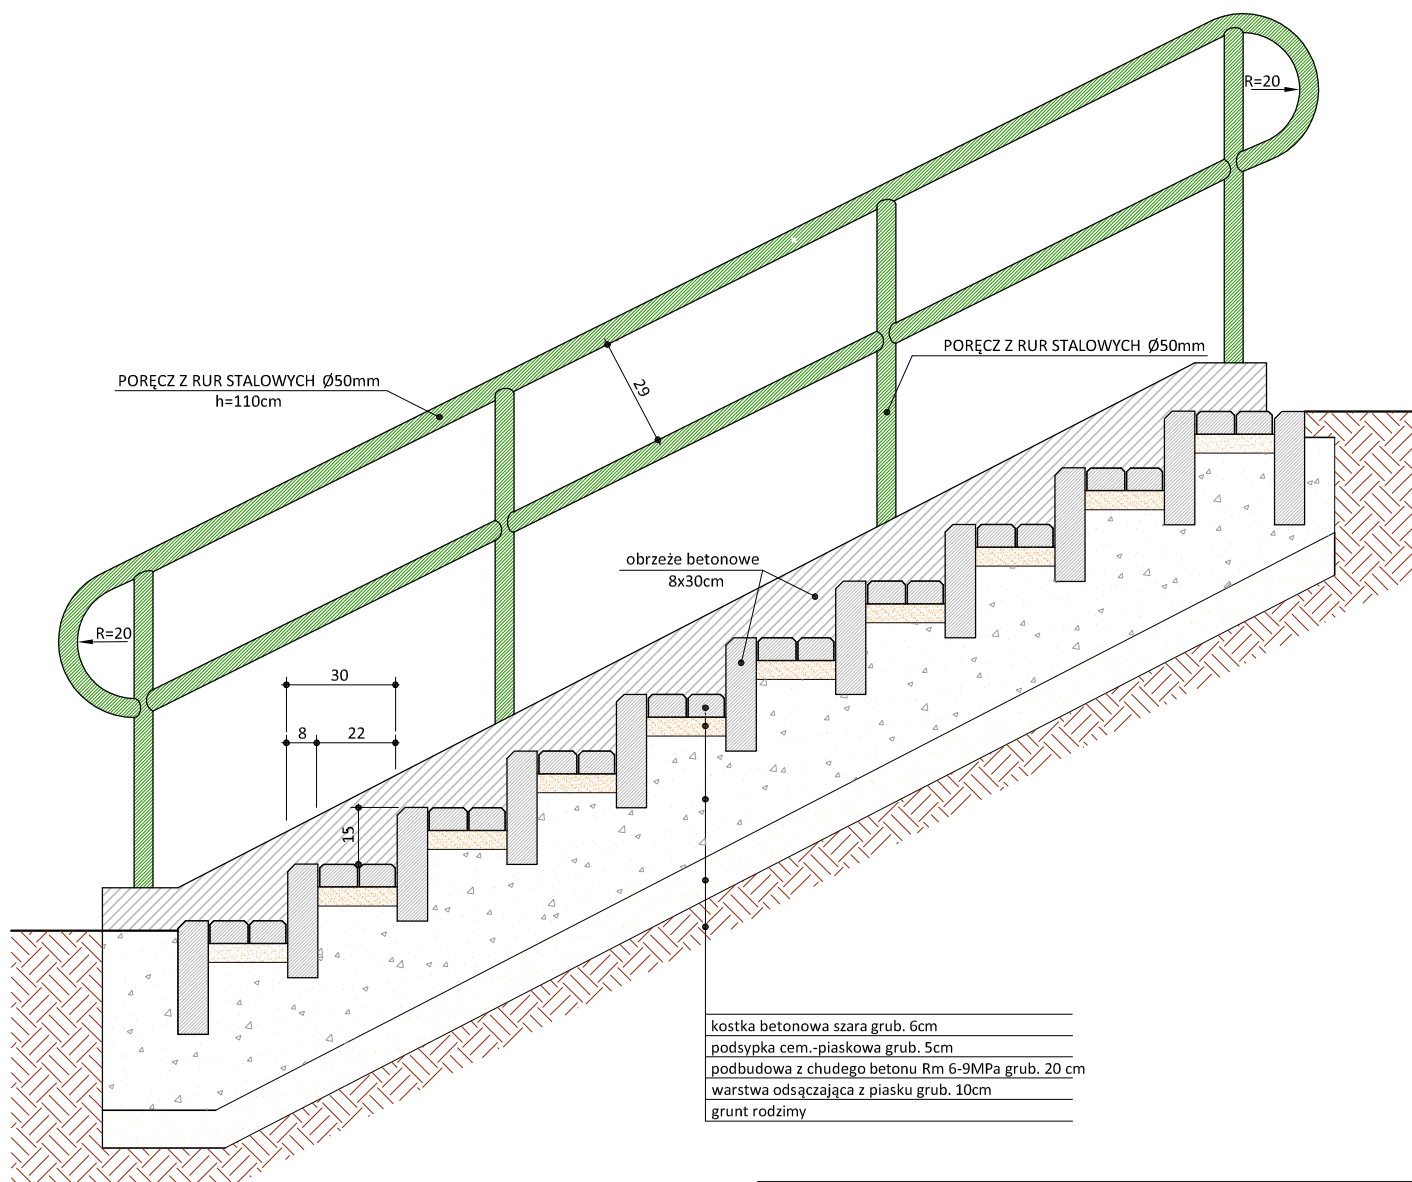 R=20
PORĘCZ Z RUR STALOWYCH Ø50mm
PORĘCZ Z RUR STALOWYCH Ø50mm
h=110cm
29
obrzeże betonowe
8x30cm
R=20
30
8
22
15
kostka betonowa szara grub. 6cm
podsypka cem.-piaskowa grub. 5cm
podbudowa z chudego betonu Rm 6-9MPa grub. 20 cm
warstwa odsączająca z piasku grub. 10cm
grunt rodzimy